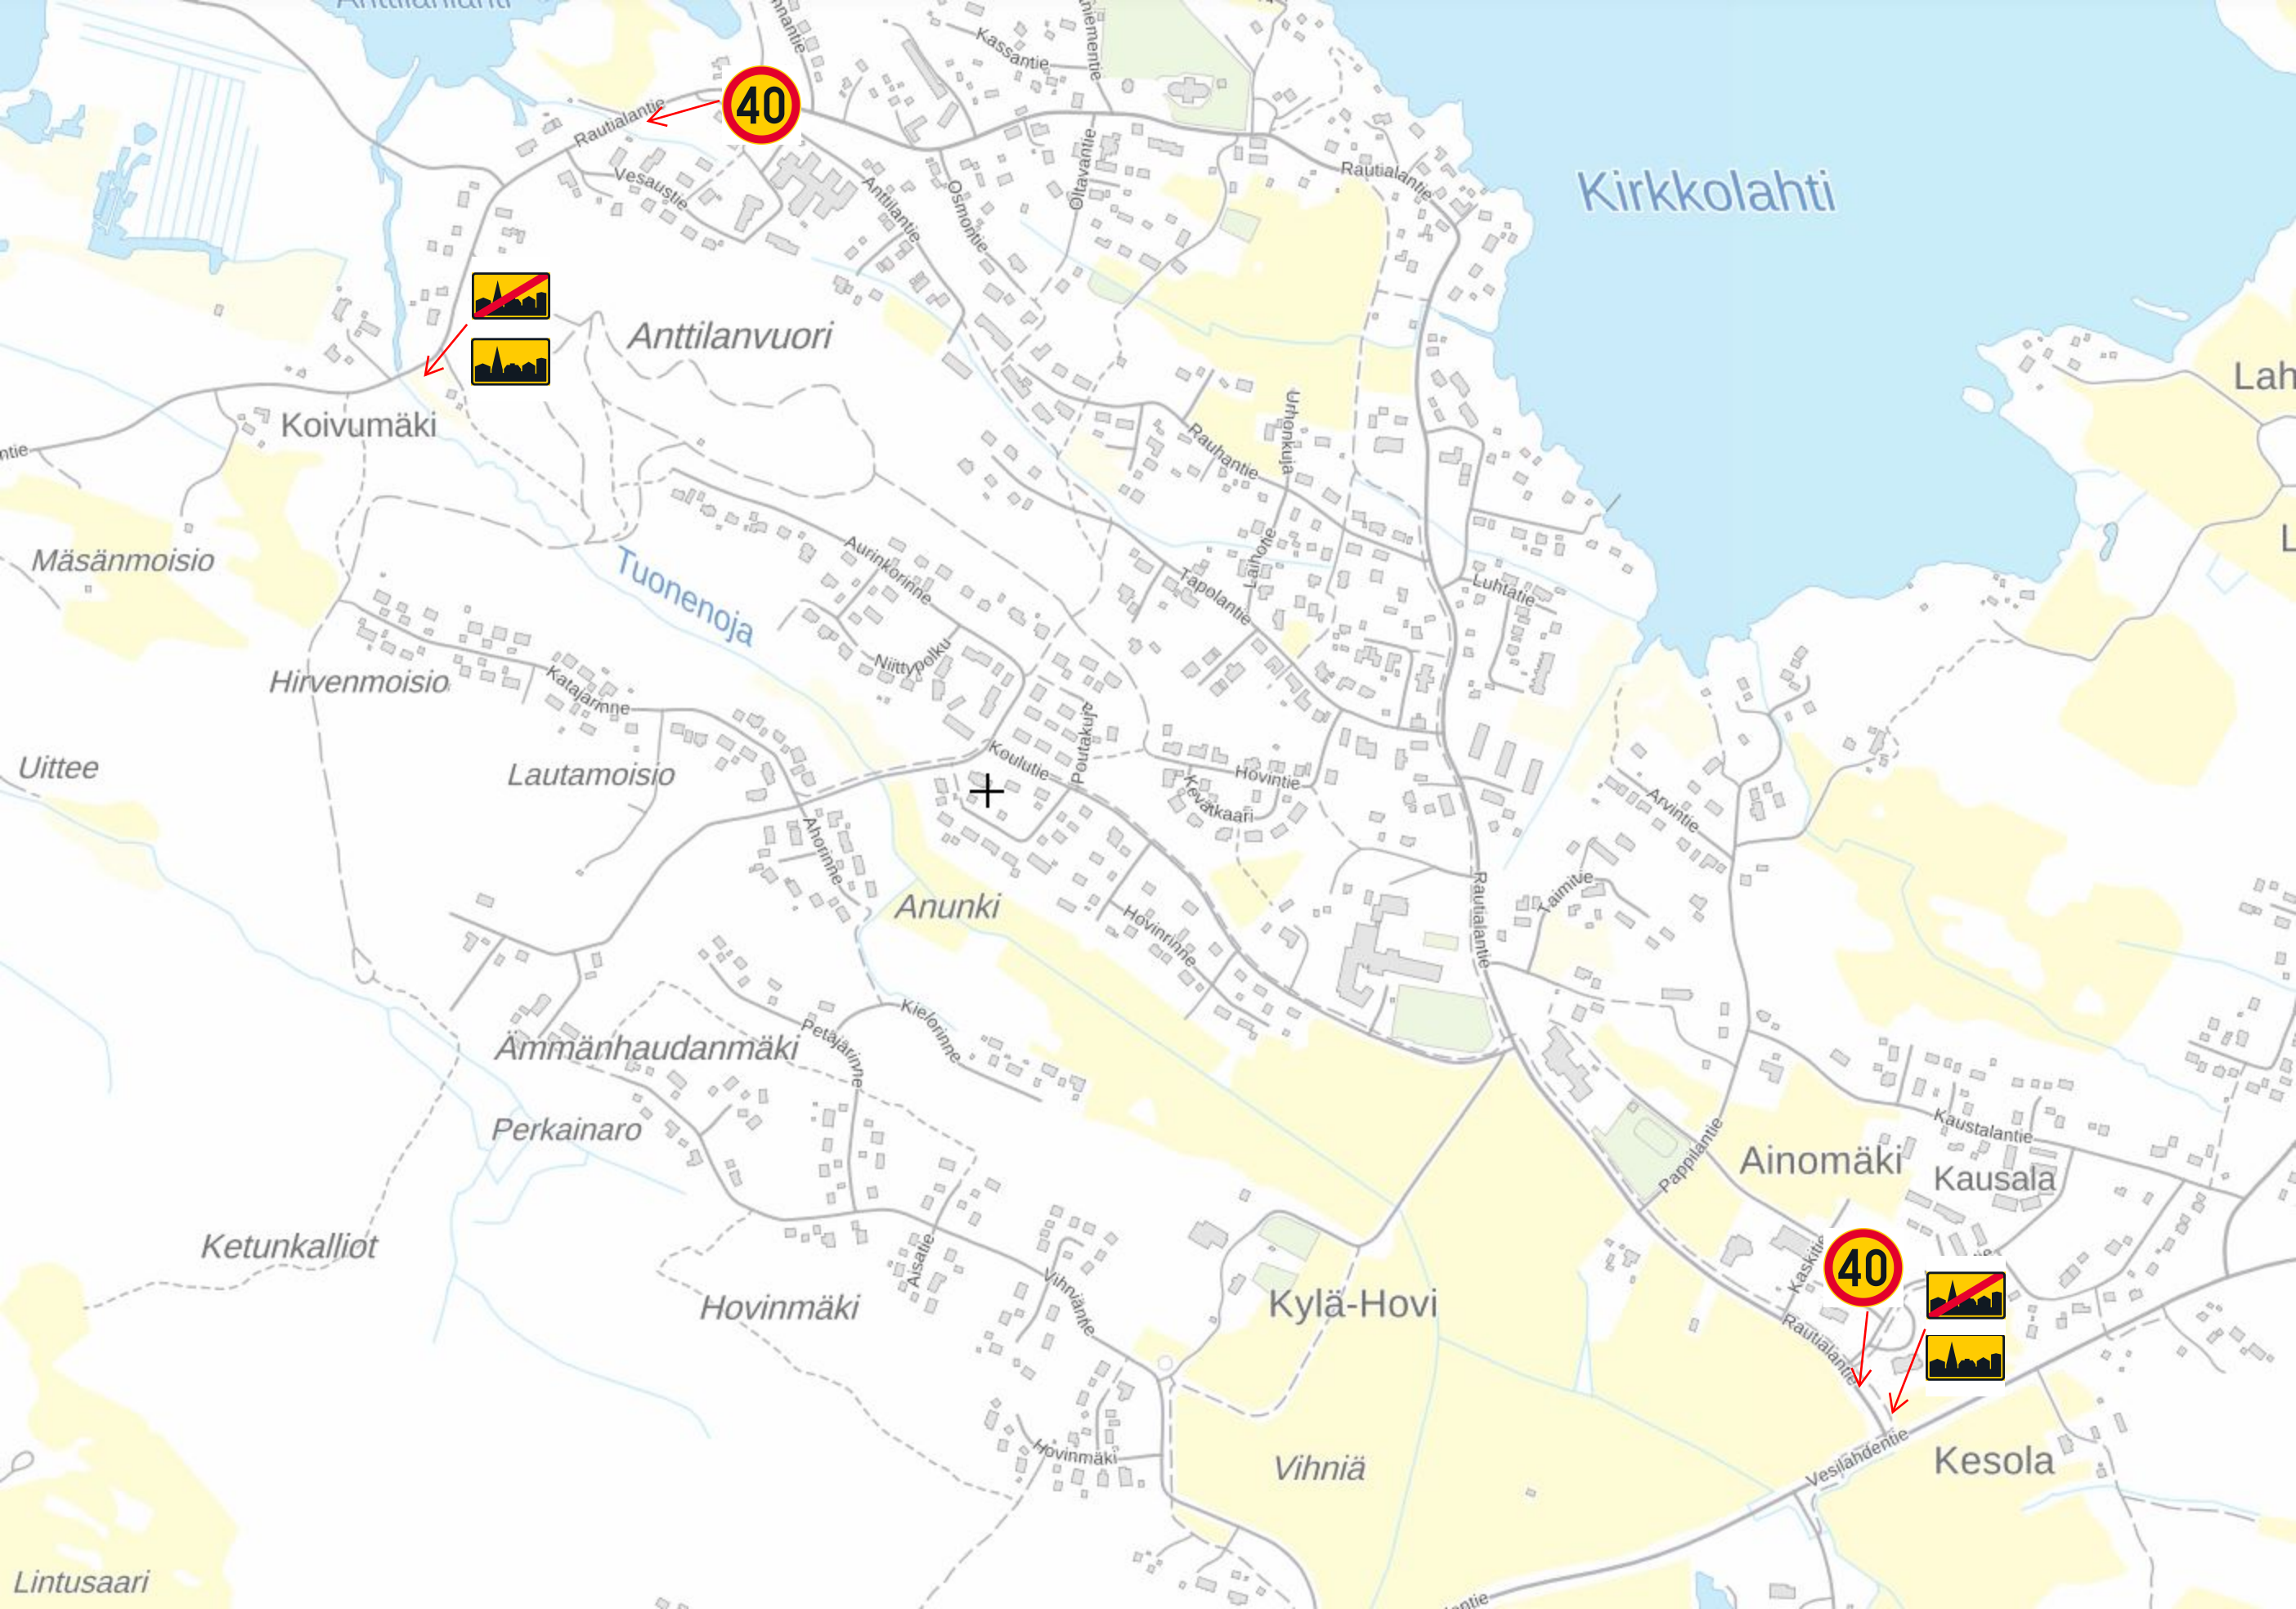 Kassantie
40
Rautialantie
Vesaustie
Anttilantie
Osmontie
Oltavantie
Rautialantie
Kirkkolahti
Anttilanvuori
Koivumäki
Urhonkuja
Rauhantie
Mäsänmoisio
Tuonenoja
Aurinkorinne
Laihotie
Tapolantie
Luhtatie
Hirvenmoisio
Niittypolku
Katajarinne
Poutakuja
Koulutie
Uittee
Lautamoisio
Hovintie
Kevätkaari
Arvintie
Ahorinne
Anunki
Hovinrinne
Rautialantie
Taimitie
Kielorinne
Petäjärinne
Ämmänhaudanmäki
Perkainaro
Kaustalantie
Pappilantie
Ainomäki
Kausala
Ketunkalliot
Aisatie
Vihniäntie
Kaskitie
40
Hovinmäki
Kylä-Hovi
Rautialantie
Hovinmäki
Vihniä
Vesilahdentie
Kesola
Lintusaari